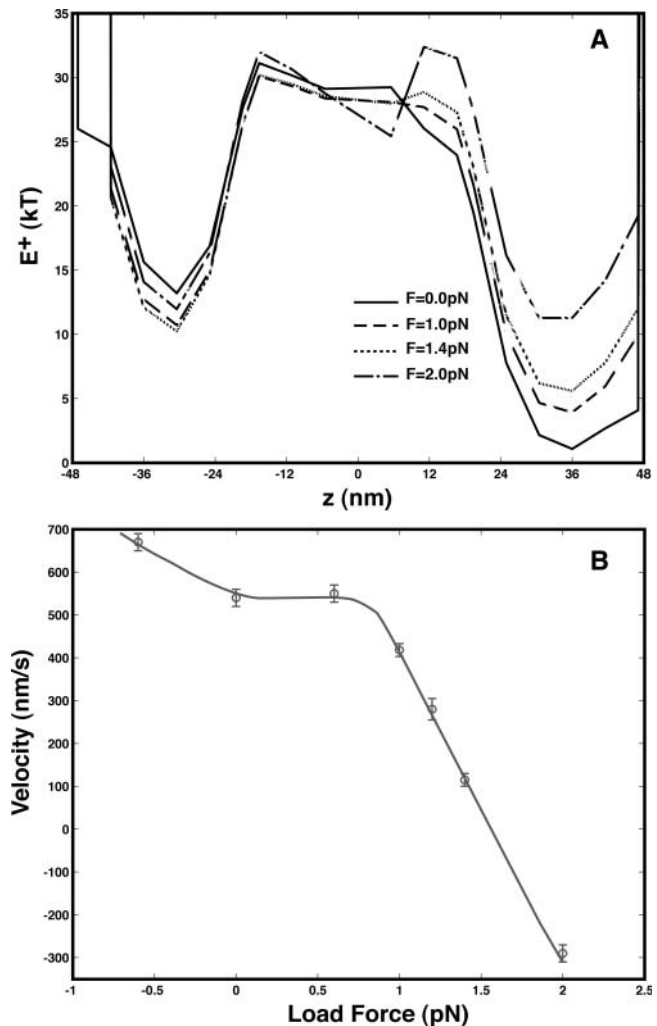 35
30
25
20
15
10
5
0
E+ (kT)
A
F=0.0pN
F=1.0pN
F=1.4pN
F=2.0pN
-48 -36 -24 -12 0 12 24 36 48
z (nm)
700
600
500
400
300
200
100
0
-100
-200
-300
Velocity (nm/s)
B
-1 -0.5 0 0.5 1 1.5 2 2.5
Load Force (pN)